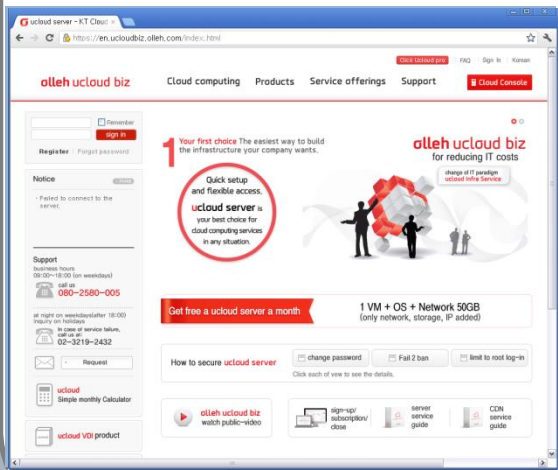 ucloud server - KT Cloud
https://en.ucloudbiz.olleh.com/index.html
Click Ucloud pro
FAQ
Sign In
Korean
olleh ucloud biz
Cloud computing
Products
Service offerings
Support
Cloud Console
Remember
sign in
Register
Forgot password
Notice
- Failed to connect to the
server.
Support
business hours
09:00~18:00 (on weekdays)
call us
080-2580-005
at night on weekdays(after 18:00)
inquiry on holidays
In case of service failure,
call us at:
02-3219-2432
Request
ucloud
Simple monthly Calculator
ucloud VDI product
1 Your first choice The easiest way to build
the infrastructure your company wants.
Quick setup
and flexible access,
ucloud server is
your best choice for
cloud computing services
in any situation.
olleh ucloud biz
for reducing IT costs
change of IT paradigm
ucloud infra Service
Get free a ucloud server a month
1 VM + OS + Network 50GB
(only network, storage, IP added)
How to secure ucloud server
change password
Fail 2 ban
limit to root log-in
Click each of vew to see the details.
olleh ucloud biz
watch public-video
sign-up/
subscription/
close
server
service
guide
CDN
service
guide